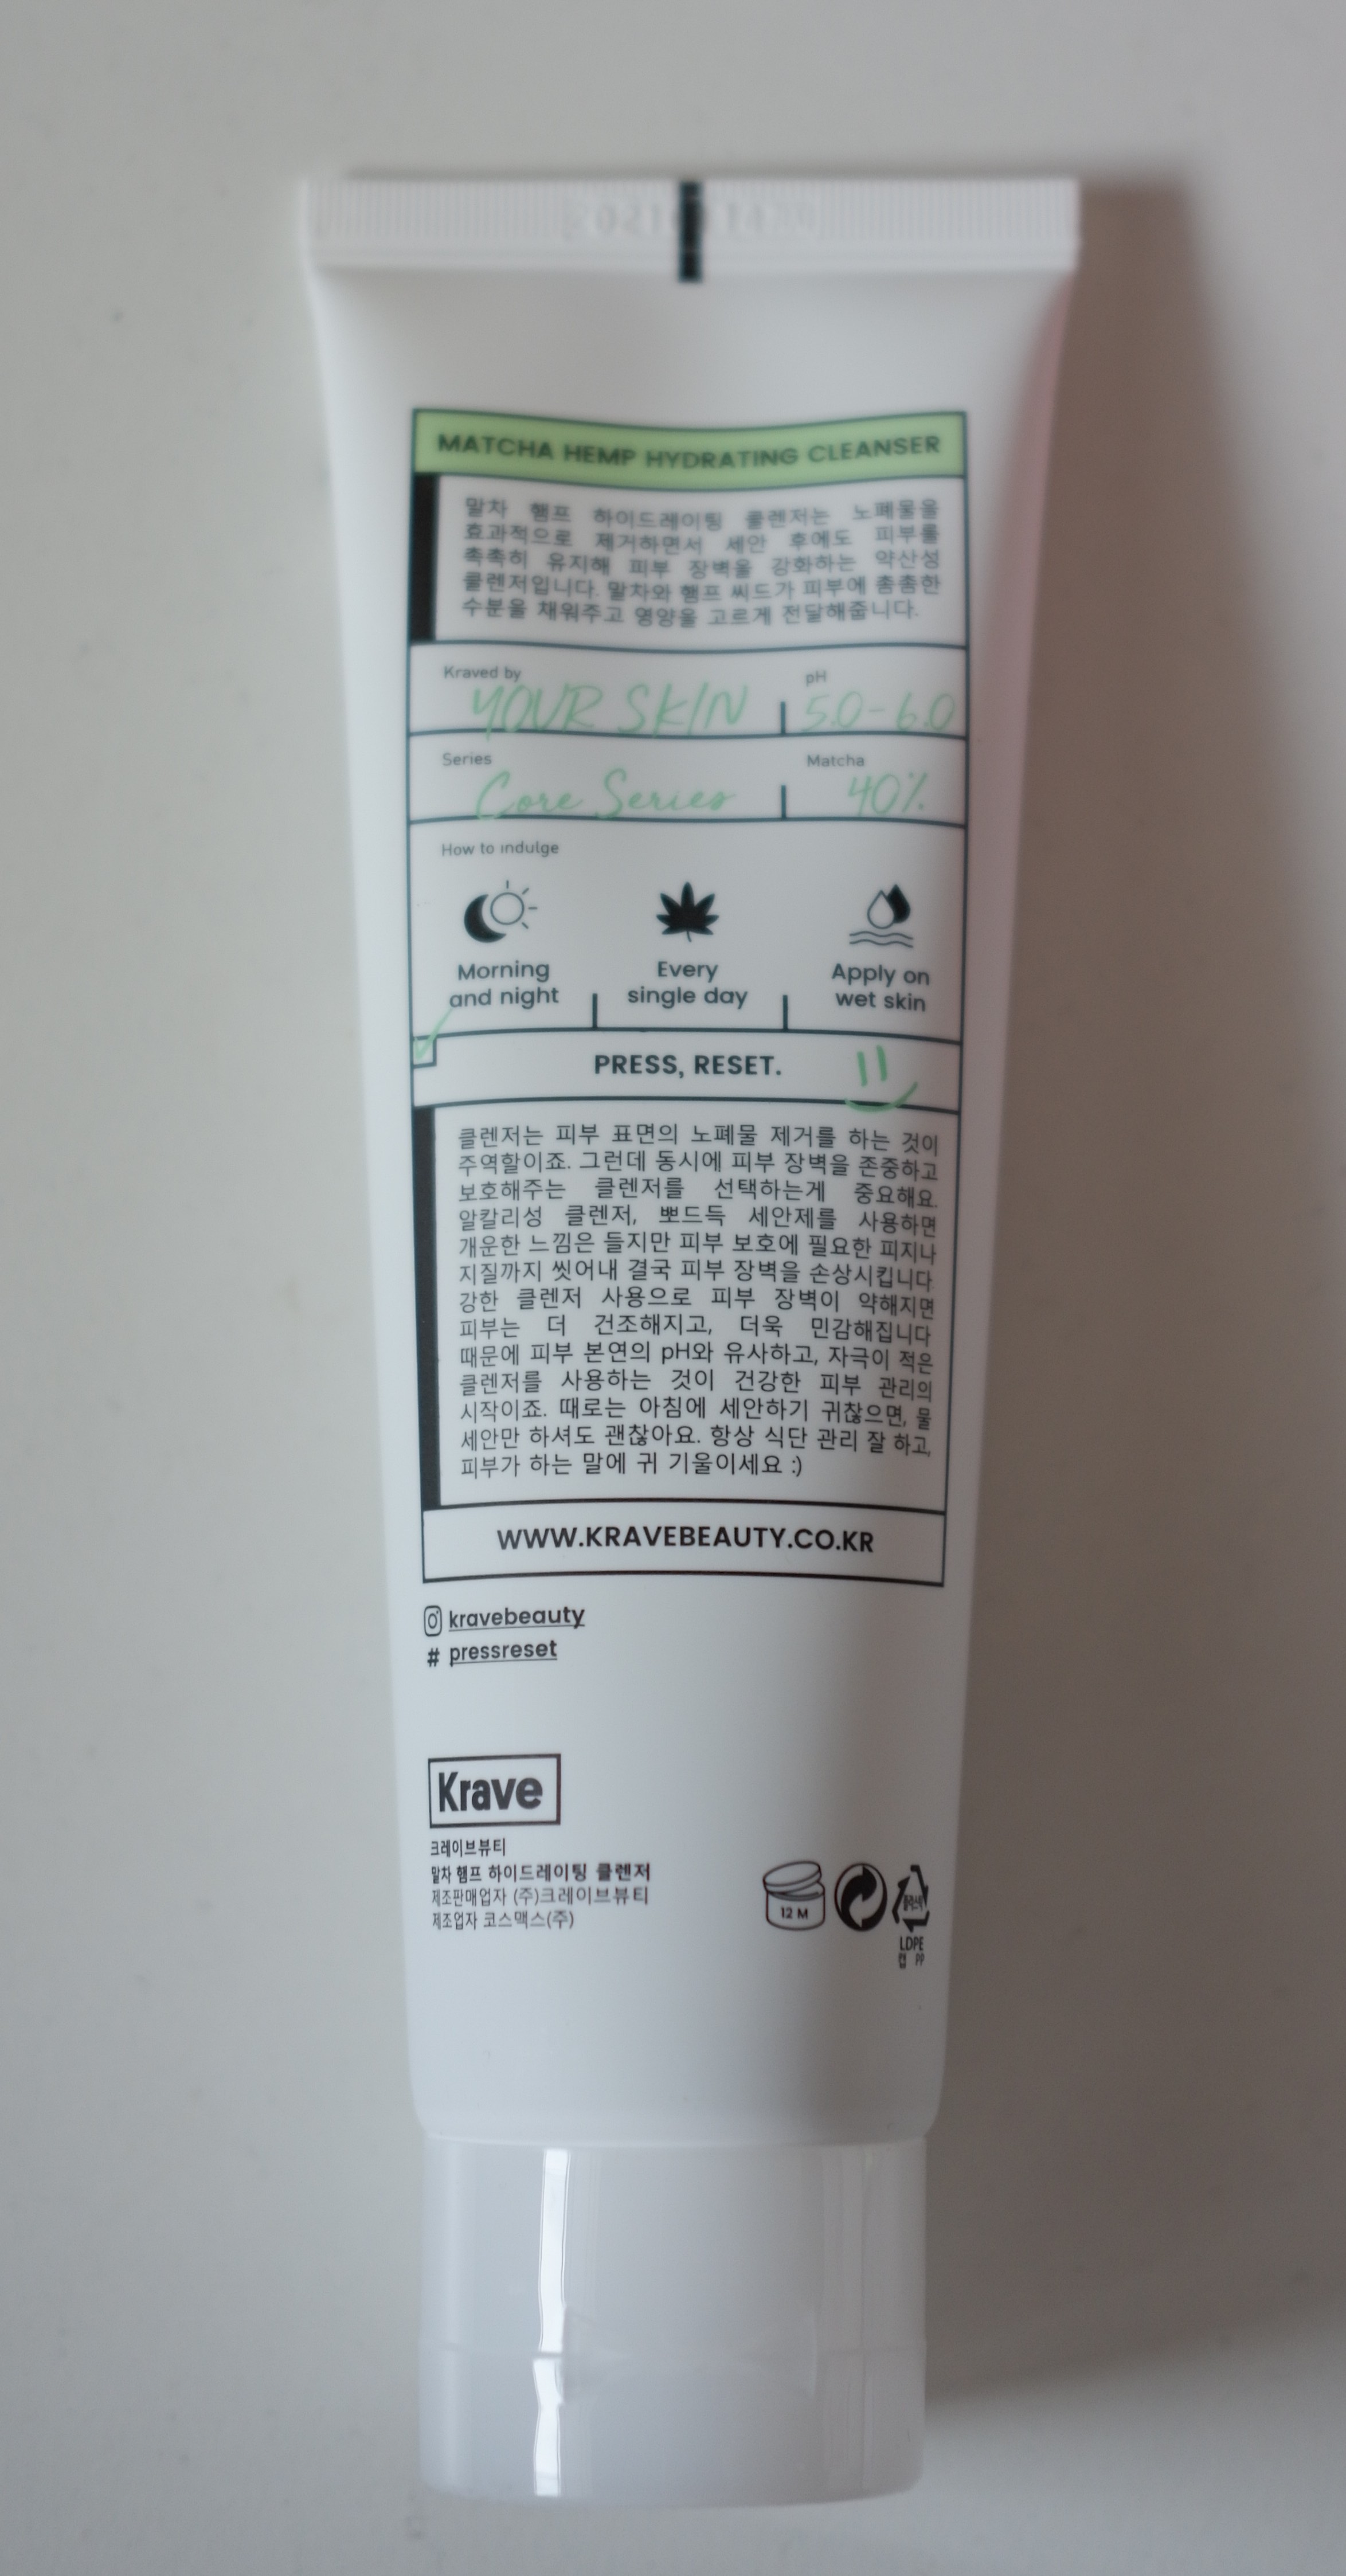 MATCHA HEMP HYDRATING CLEANSER
말차 햄프 하이드레이팅 클렌저는 노폐물을
효과적으로 제거하면서 세안 후에도 피부를
촉촉히 유지해 피부 장벽을 강화하는 약산성
클렌저입니다. 말차와 햄프 씨드가 피부에 촘촘한
수분을 채워주고 영양을 고르게 전달해줍니다.
Kraved by
YOUR SKIN
pH
5.0-6.0
Series
Core Series
Matcha
40%
How to indulge
Morning
and night
Every
single day
Apply on
wet skin
PRESS, RESET.
클렌저는 피부 표면의 노폐물 제거를 하는 것이
주역할이죠. 그런데 동시에 피부 장벽을 존중하고
보호해주는 클렌저를 선택하는게 중요해요.
알칼리성 클렌저, 뽀드득 세안제를 사용하면
개운한 느낌은 들지만 피부 보호에 필요한 피지나
지질까지 씻어내 결국 피부 장벽을 손상시킵니다.
강한 클렌저 사용으로 피부 장벽이 약해지면
피부는 더 건조해지고, 더욱 민감해집니다
때문에 피부 본연의 pH와 유사하고, 자극이 적은
클렌저를 사용하는 것이 건강한 피부 관리의
시작이죠. 때로는 아침에 세안하기 귀찮으면, 물
세안만 하셔도 괜찮아요. 항상 식단 관리 잘 하고,
피부가 하는 말에 귀 기울이세요 :)
WWW.KRAVEBEAUTY.CO.KR
kravebeauty
# pressreset
Krave
크레이브뷰티
말차 햄프 하이드레이팅 클렌저
제조판매업자 (주)크레이브뷰티
제조업자 코스맥스(주)
12 M
플라스틱
LDPE
캡 PP